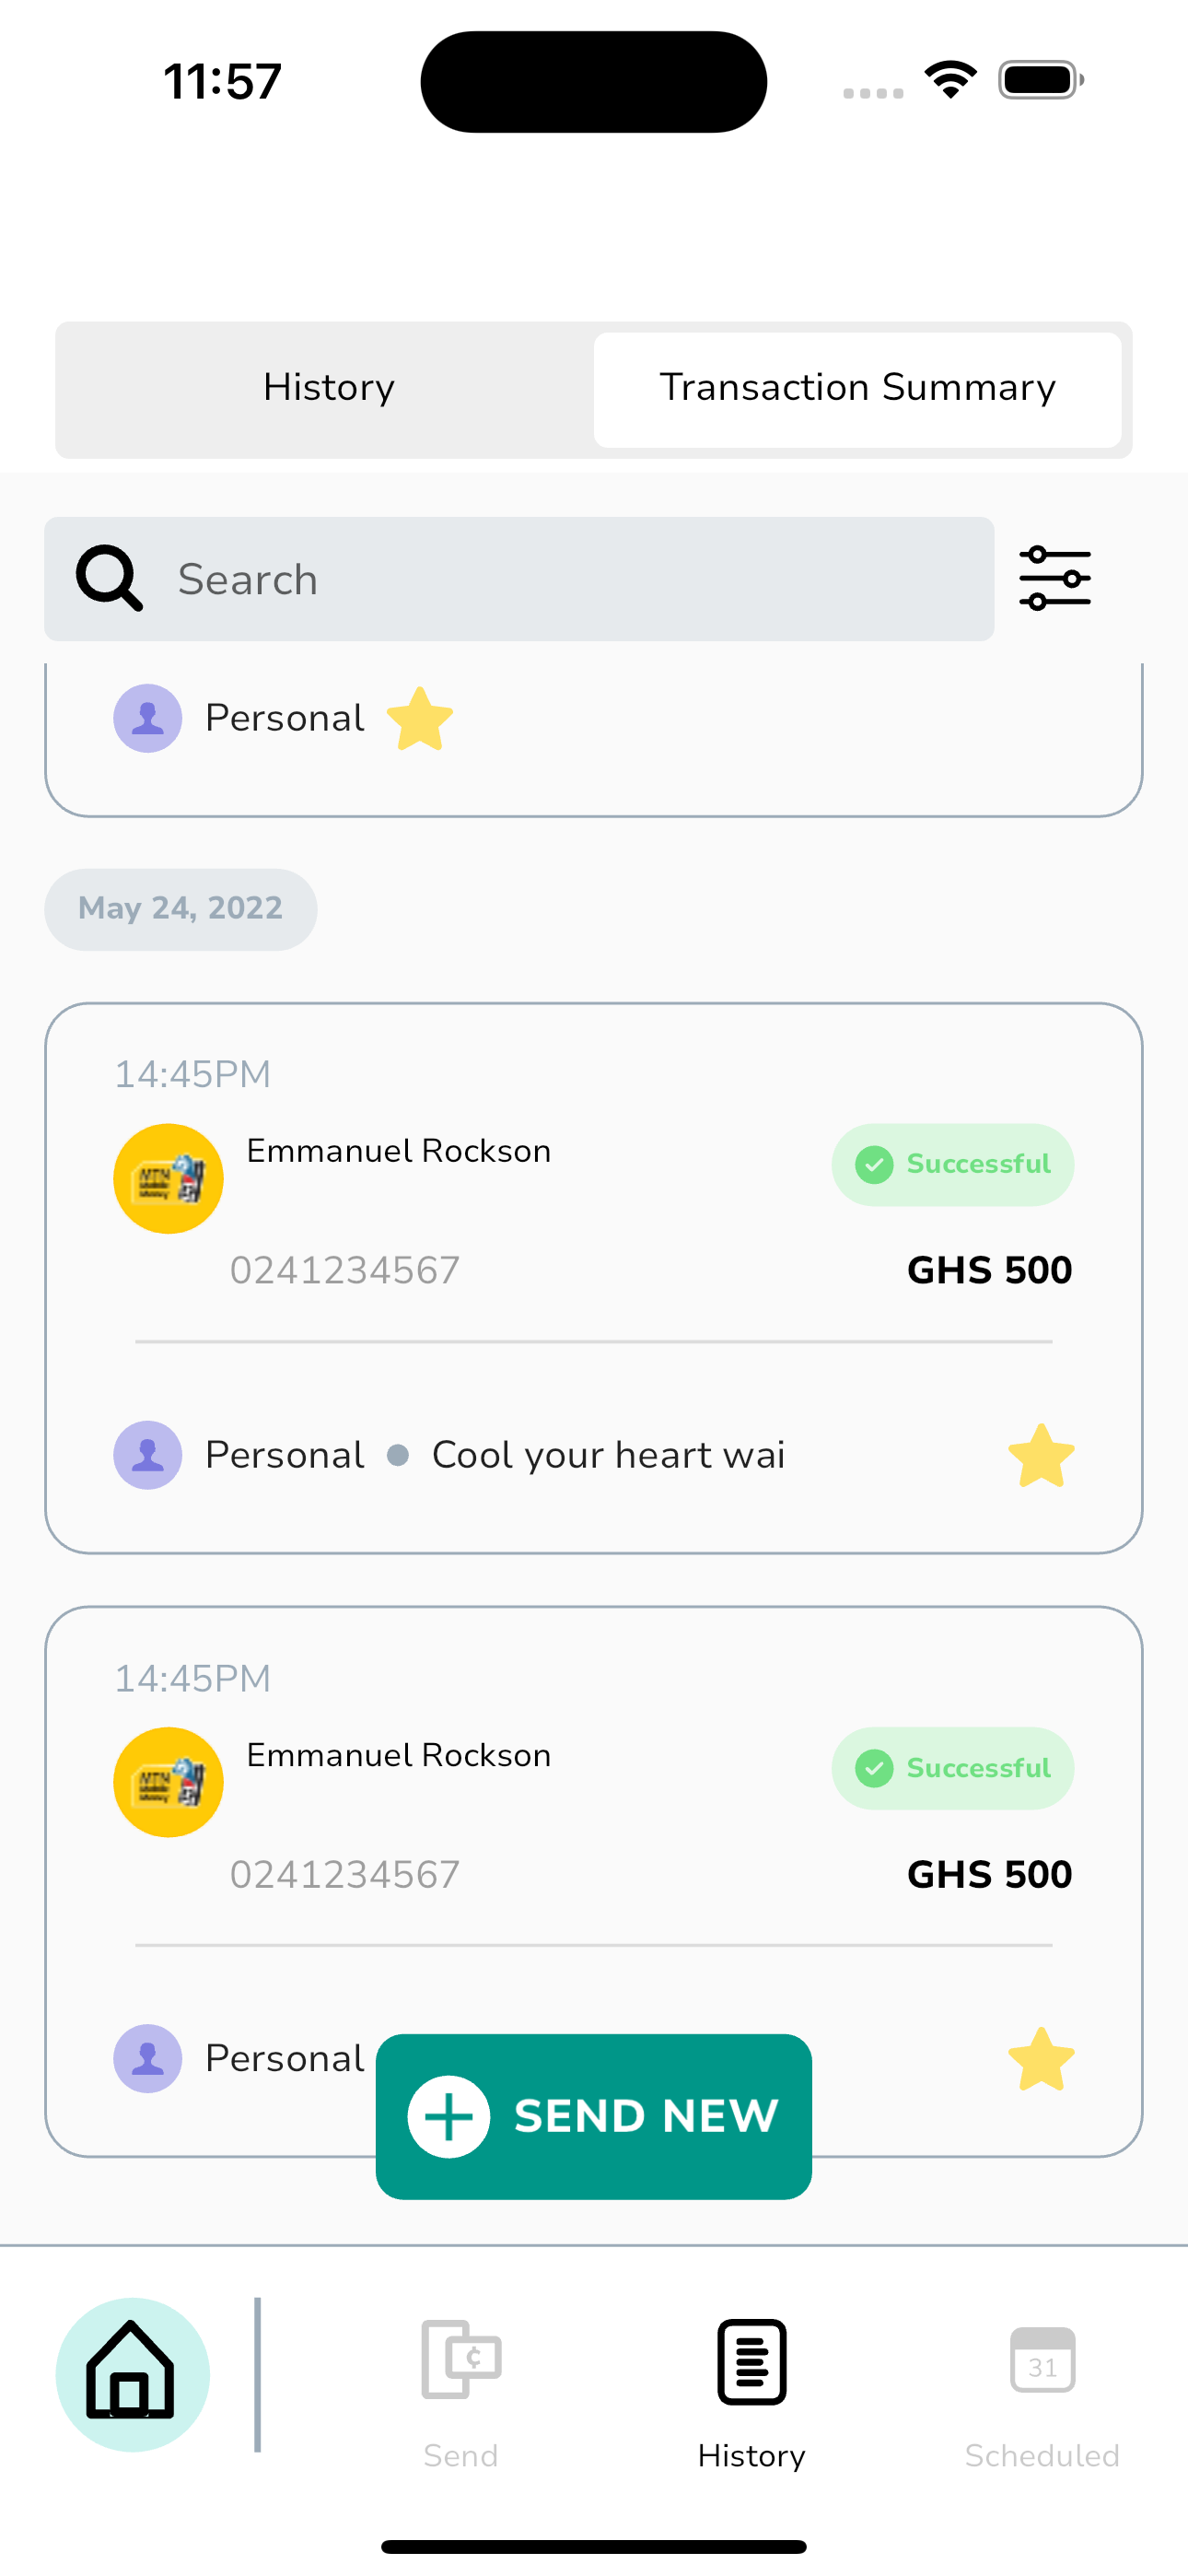 11:57
History
Transaction Summary
Search
Personal
May 24, 2022
14:45PM
Emmanuel Rockson
Successful
0241234567
GHS 500
Personal
Cool your heart wai
14:45PM
Emmanuel Rockson
Successful
0241234567
GHS 500
Personal
SEND NEW
31
Send
History
Scheduled